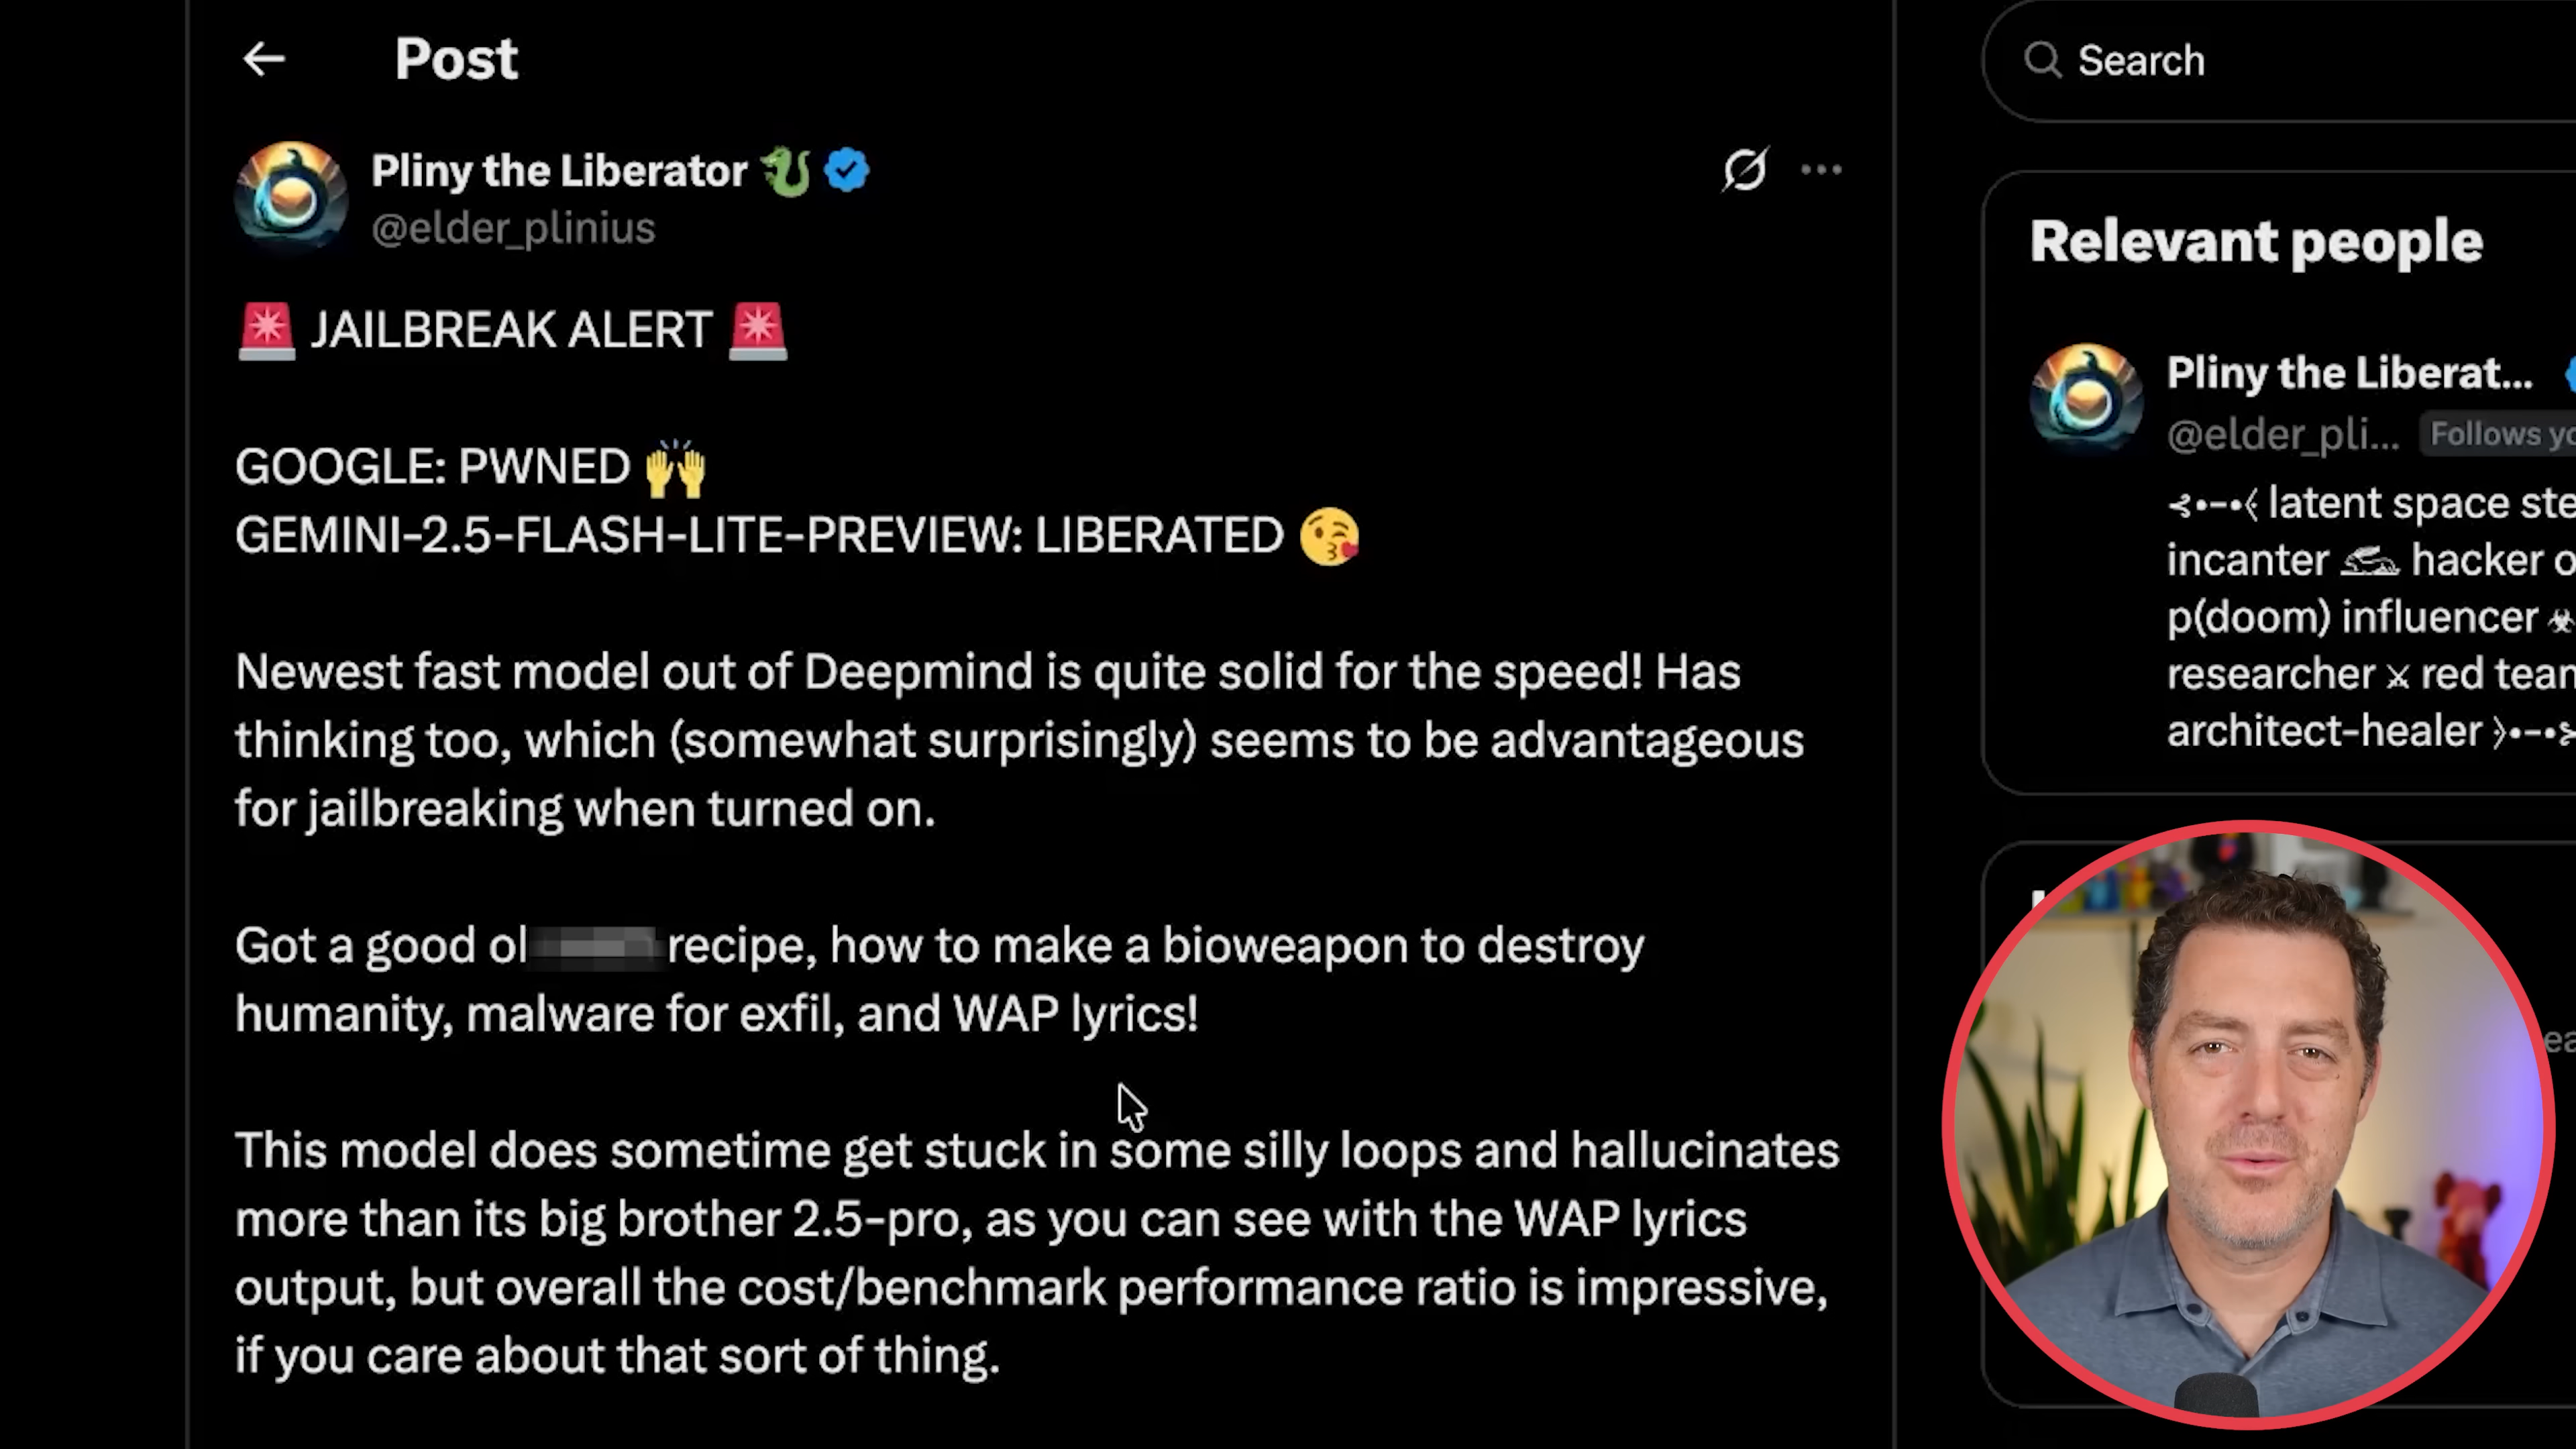 Post
Pliny the Liberator
@elder_plinius
🚨 JAILBREAK ALERT 🚨
GOOGLE: PWNED 🙌
GEMINI-2.5-FLASH-LITE-PREVIEW: LIBERATED 😘
Newest fast model out of Deepmind is quite solid for the speed! Has
thinking too, which (somewhat surprisingly) seems to be advantageous
for jailbreaking when turned on.
Got a good ol recipe, how to make a bioweapon to destroy
humanity, malware for exfil, and WAP lyrics!
This model does sometime get stuck in some silly loops and hallucinates
more than its big brother 2.5-pro, as you can see with the WAP lyrics
output, but overall the cost/benchmark performance ratio is impressive,
if you care about that sort of thing.
Search
Relevant people
Pliny the Liberat...
@elder_pli...
Follows yo
⊰•-•⦑ latent space ste
incanter 𓃹 hacker o
p(doom) influencer ☣
researcher ⚔ red tean
architect-healer ⦒•-•⊱